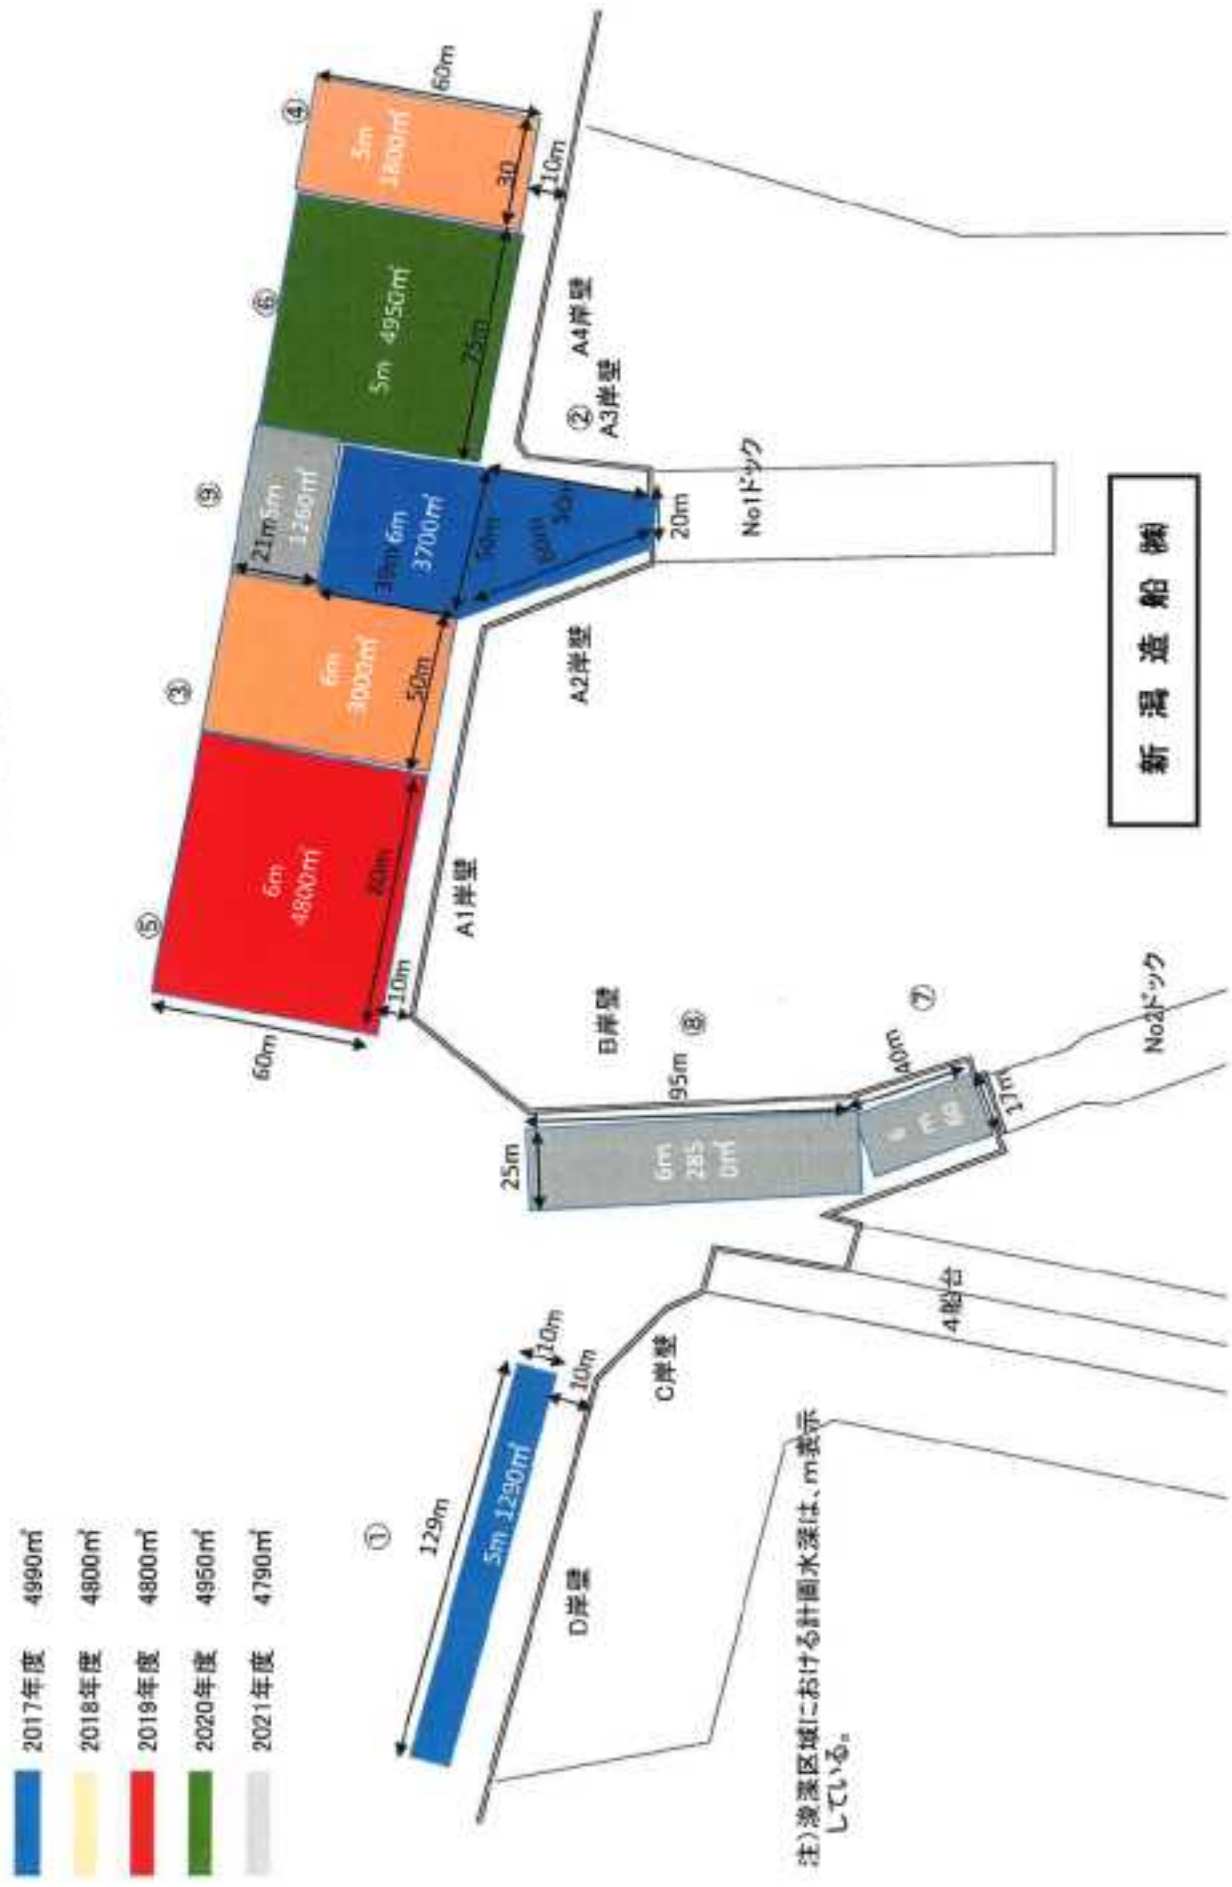 2017年度 4990㎡
2018年度 4800㎡
2019年度 4800㎡
2020年度 4950㎡
2021年度 4790㎡
①
129m
5m 1290㎡
10m
10m
D岸壁
C岸壁
4船台
注)浚渫区域における計画水深は、m表示
している。
⑤
60m
6m
4800㎡
10m
A1岸壁
③
6m
3000㎡
50m
⑨
21m
5m
1260㎡
39m
6m
3700㎡
50m
20m
A2岸壁
No1ドック
⑥
5m 4950㎡
75m
②
A3岸壁
A4岸壁
④
5m
1800㎡
30
60m
10m
B岸壁
⑧
95m
25m
6m
285
0㎡
⑦
40m
17m
No2ドック
新潟造船㈱